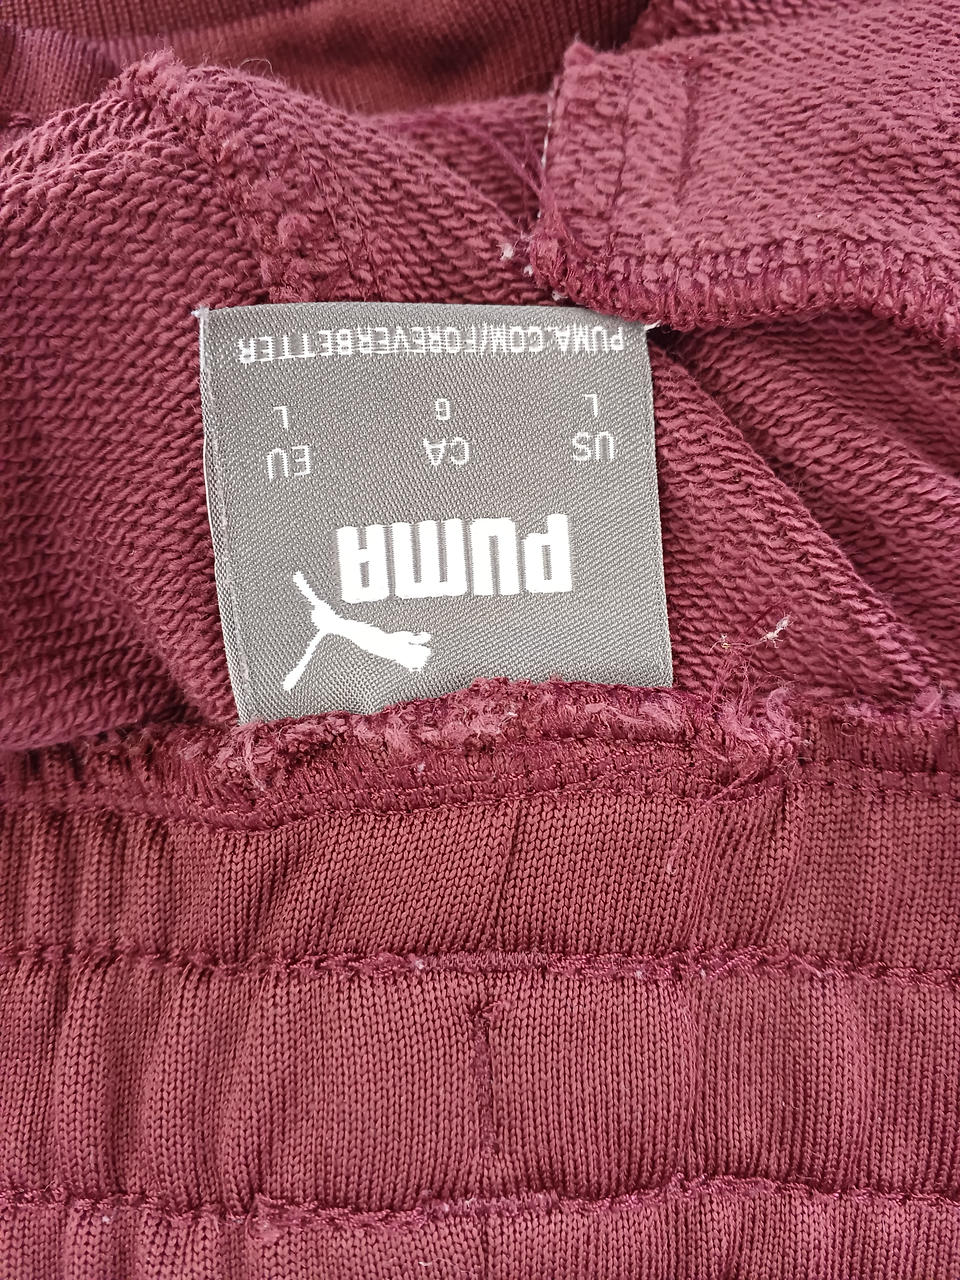 PUMA
US CA EU
L G L
PUMA.COM/FOREVERBETTER